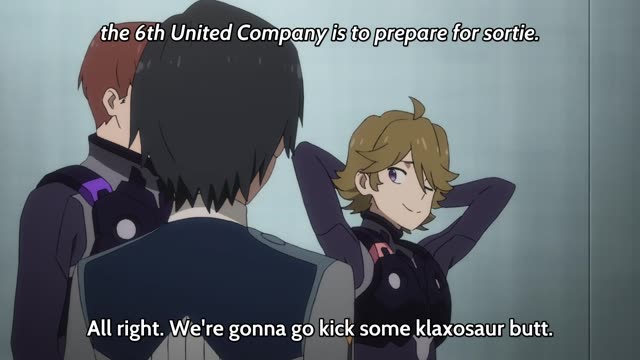 the 6th United Company is to prepare for sortie.
All right. We're gonna go kick some klaxosaur butt.